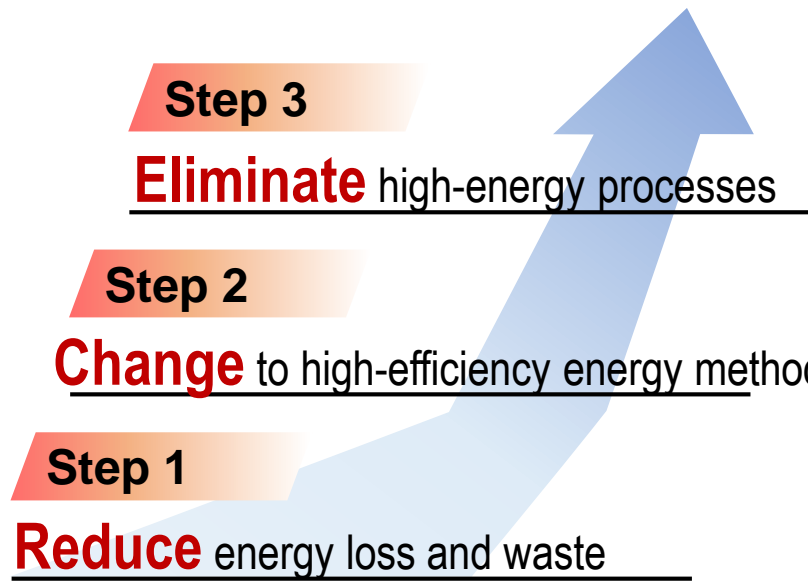 Step 3
Eliminate high-energy processes
Step 2
Change to high-efficiency energy metho
Step 1
Reduce energy loss and waste